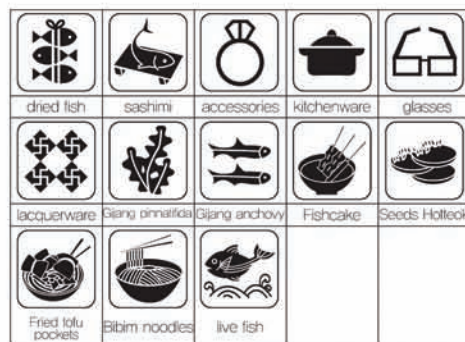 dried fish
sashimi
accessories
kitchenware
glasses
lacquerware
Gijang pinnatifida
Gijang anchovy
Fishcake
Seeds Hotteok
Fried tofu
pockets
Bibim noodles
live fish